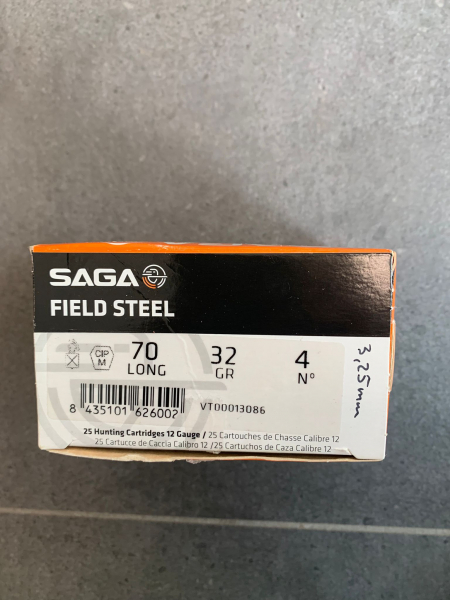 SAGA
FIELD STEEL
CIP M 70 LONG 32 GR 4 Nº
3,25mm
8 435101 626002 VT00013086
25 Hunting Cartridges 12 Gauge / 25 Cartouches de Chasse Calibre 12
25 Cartucce de Caccia Calibro 12 /25 Cartuchos de Caza Calibre 12